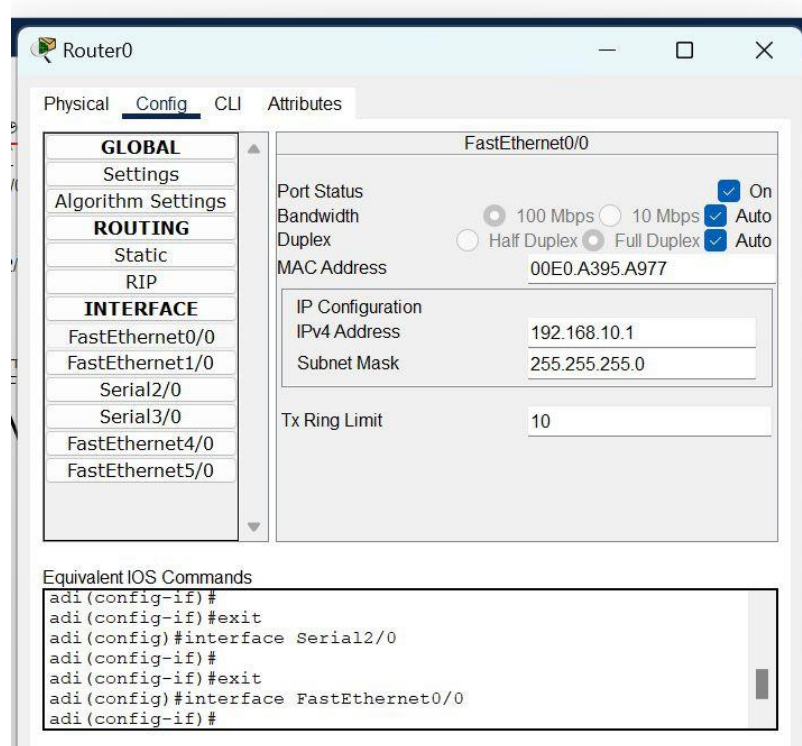 Router0
Physical Config CLI Attributes
GLOBAL
Settings
Algorithm Settings
ROUTING
Static
RIP
INTERFACE
FastEthernet0/0
FastEthernet1/0
Serial2/0
Serial3/0
FastEthernet4/0
FastEthernet5/0
FastEthernet0/0
Port Status On
Bandwidth 100 Mbps 10 Mbps Auto
Duplex Half Duplex Full Duplex Auto
MAC Address 00E0.A395.A977
IP Configuration
IPv4 Address 192.168.10.1
Subnet Mask 255.255.255.0
Tx Ring Limit 10
Equivalent IOS Commands
adi(config-if)#
adi(config-if)#exit
adi(config)#interface Serial2/0
adi(config-if)#
adi(config-if)#exit
adi(config)#interface FastEthernet0/0
adi(config-if)#